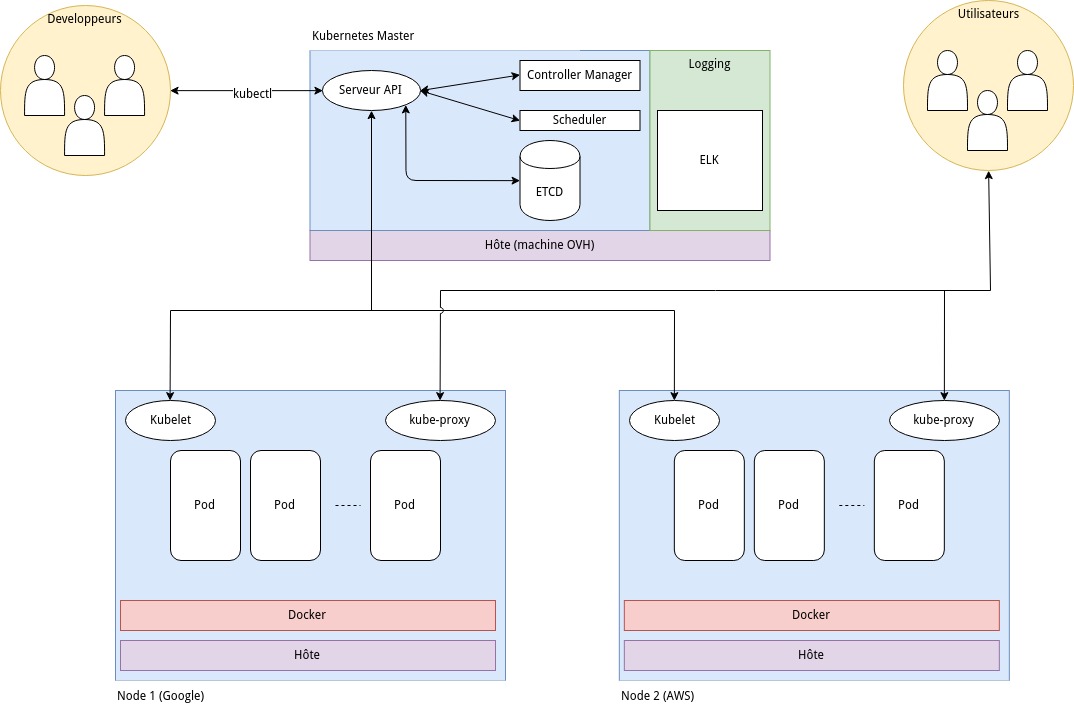 Developpeurs
Utilisateurs
Kubernetes Master
Logging
Serveur API
Controller Manager
kubectl
Scheduler
ELK
ETCD
Hôte (machine OVH)
Kubelet
kube-proxy
Kubelet
kube-proxy
Pod
Pod
Pod
Pod
Pod
Pod
Docker
Docker
Hôte
Hôte
Node 1 (Google)
Node 2 (AWS)